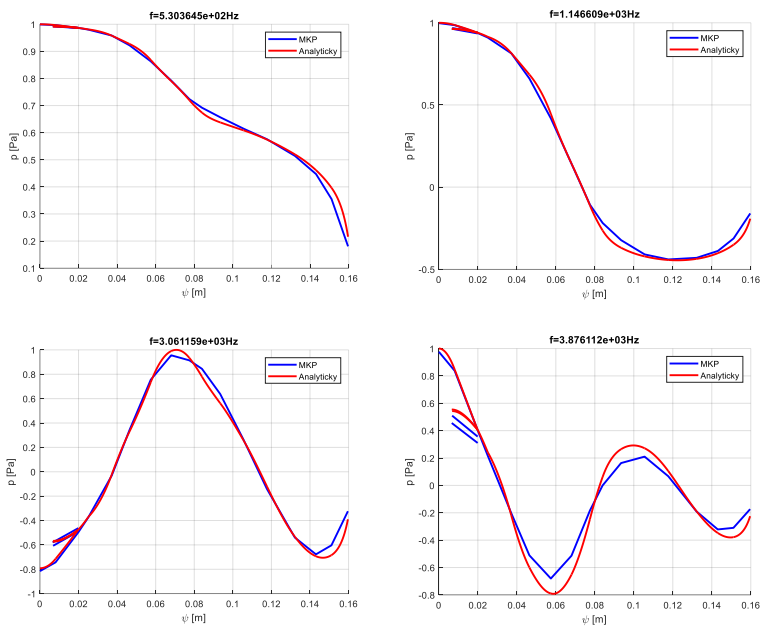 f=5.303645e+02Hz
1
0.9
0.8
0.7
0.6
0.5
0.4
0.3
0.2
0.1
p [Pa]
MKP
Analyticky
0 0.02 0.04 0.06 0.08 0.1 0.12 0.14 0.16
ψ [m]
f=1.146609e+03Hz
1
0.5
0
-0.5
p [Pa]
MKP
Analyticky
0 0.02 0.04 0.06 0.08 0.1 0.12 0.14 0.16
ψ [m]
f=3.061159e+03Hz
1
0.8
0.6
0.4
0.2
0
-0.2
-0.4
-0.6
-0.8
-1
p [Pa]
MKP
Analyticky
0 0.02 0.04 0.06 0.08 0.1 0.12 0.14 0.16
ψ [m]
f=3.876112e+03Hz
1
0.8
0.6
0.4
0.2
0
-0.2
-0.4
-0.6
-0.8
p [Pa]
MKP
Analyticky
0 0.02 0.04 0.06 0.08 0.1 0.12 0.14 0.16
ψ [m]